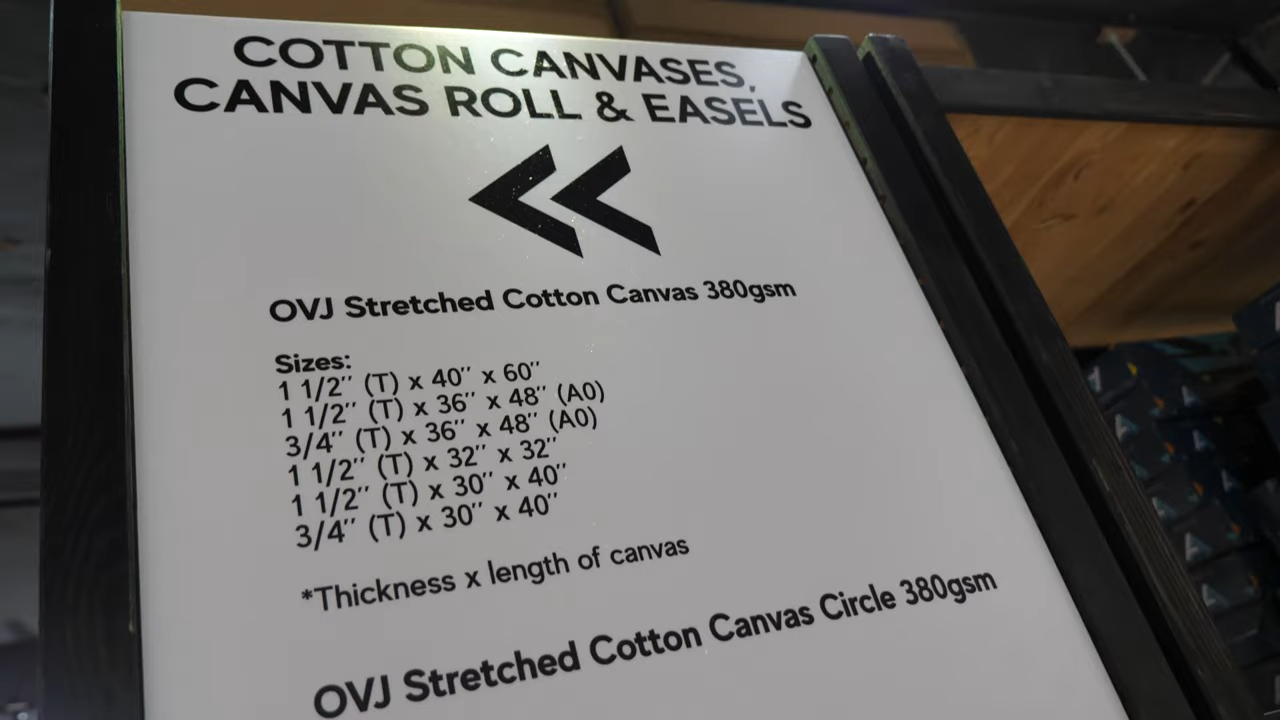 COTTON CANVASES,
CANVAS ROLL & EASELS
OVJ Stretched Cotton Canvas 380gsm
Sizes:
1 1/2" (T) x 40" x 60"
1 1/2" (T) x 36" x 48" (A0)
3/4" (T) x 36" x 48" (A0)
1 1/2" (T) x 32" x 32"
1 1/2" (T) x 30" x 40"
3/4" (T) x 30" x 40"
*Thickness x length of canvas
OVJ Stretched Cotton Canvas Circle 380gsm